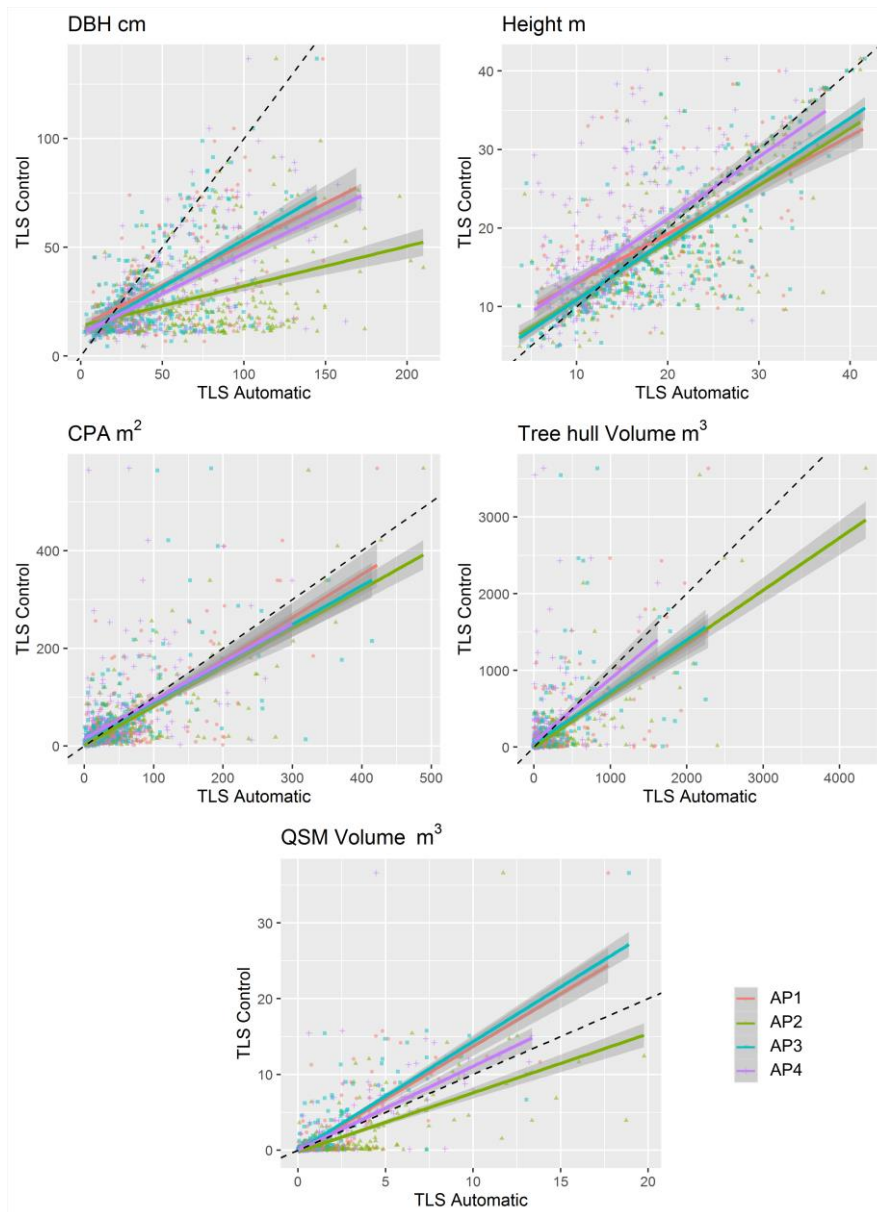 DBH cm
100
50
0
TLS Control
0
50
100
150
200
TLS Automatic
Height m
40
30
20
10
TLS Control
10
20
30
40
TLS Automatic
CPA m²
400
200
0
TLS Control
0
100
200
300
400
500
TLS Automatic
Tree hull Volume m³
3000
2000
1000
0
TLS Control
0
1000
2000
3000
4000
TLS Automatic
QSM Volume m³
30
20
10
0
TLS Control
0
5
10
15
20
TLS Automatic
AP1
AP2
AP3
AP4